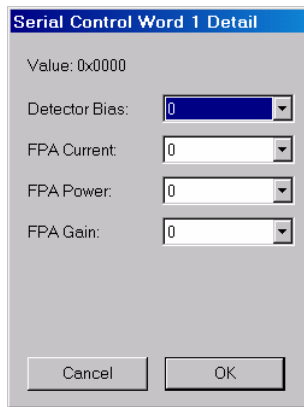 Serial Control Word 1 Detail
Value: 0x0000
Detector Bias: 0
FPA Current: 0
FPA Power: 0
FPA Gain: 0
Cancel OK